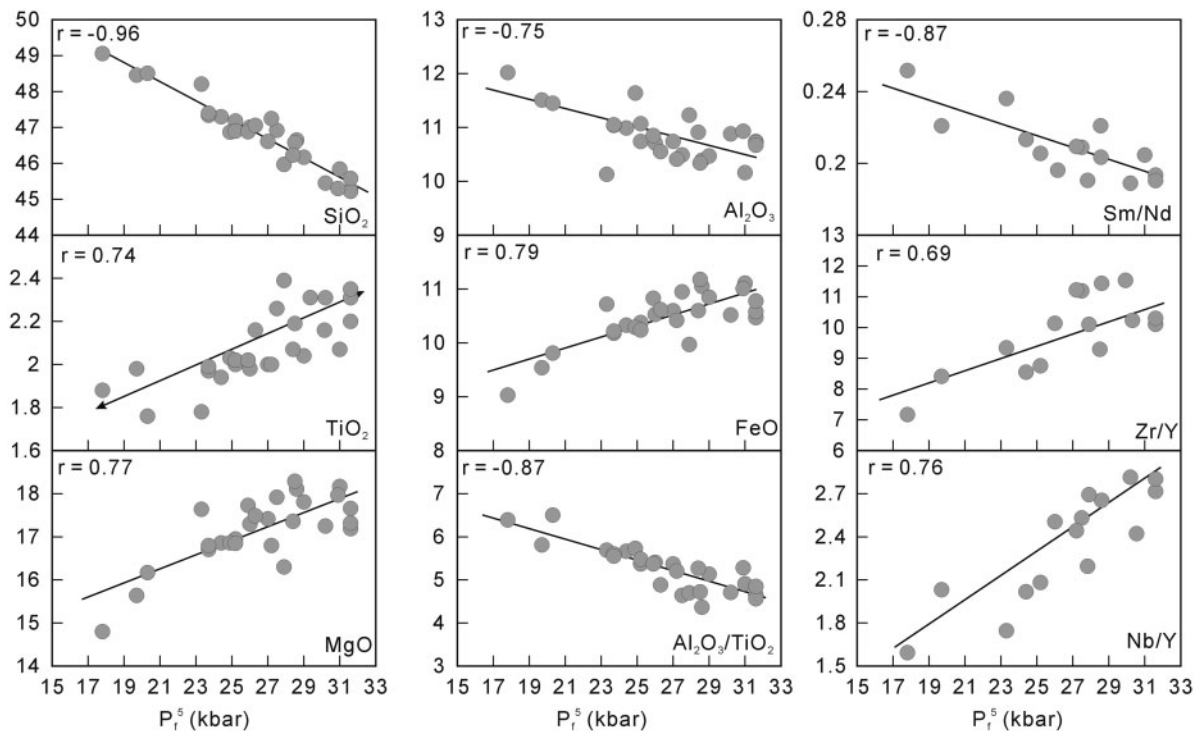 50
49
48
47
46
45
44
r = -0.96
SiO₂
13
12
11
10
9
r = -0.75
Al₂O₃
0.28
0.24
0.2
13
r = -0.87
Sm/Nd
2.4
2.2
2
1.8
1.6
r = 0.74
TiO₂
11
10
9
8
r = 0.79
FeO
12
11
10
9
8
7
6
r = 0.69
Zr/Y
18
17
16
15
14
r = 0.77
MgO
7
6
5
4
3
r = -0.87
Al₂O₃/TiO₂
2.7
2.4
2.1
1.8
1.5
r = 0.76
Nb/Y
15 17 19 21 23 25 27 29 31 33
15 17 19 21 23 25 27 29 31 33
15 17 19 21 23 25 27 29 31 33
P_f⁵ (kbar)
P_f⁵ (kbar)
P_f⁵ (kbar)